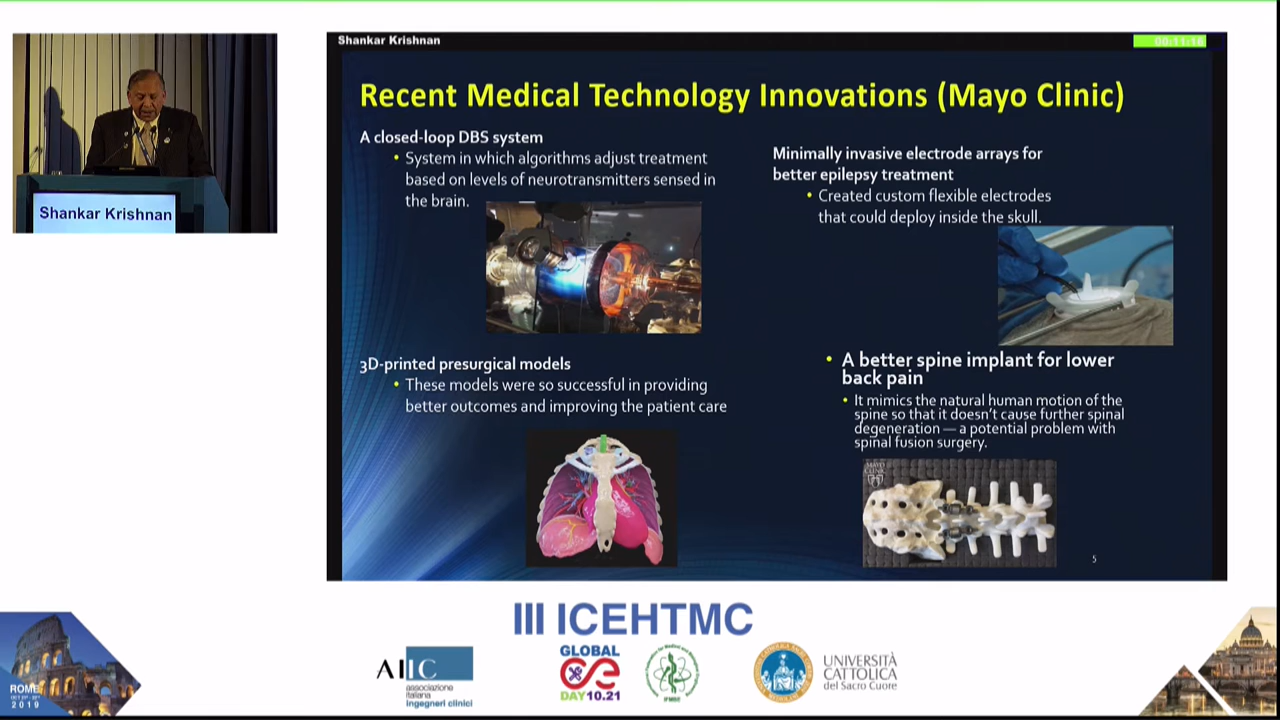 Shankar Krishnan
Shankar Krishnan
00:11:16
Recent Medical Technology Innovations (Mayo Clinic)
A closed-loop DBS system
• System in which algorithms adjust treatment
based on levels of neurotransmitters sensed in
the brain.
Minimally invasive electrode arrays for
better epilepsy treatment
• Created custom flexible electrodes
that could deploy inside the skull.
3D-printed presurgical models
• These models were so successful in providing
better outcomes and improving the patient care
• A better spine implant for lower
back pain
• It mimics the natural human motion of the
spine so that it doesn't cause further spinal
degeneration — a potential problem with
spinal fusion surgery.
MAYO
CLINIC
5
III ICEHTMC
ROME
2019
AIIC
associazione
italiana
ingegneri clinici
GLOBAL
CE
DAY 10.21
IFMBE
UNIVERSITÀ
CATTOLICA
del Sacro Cuore